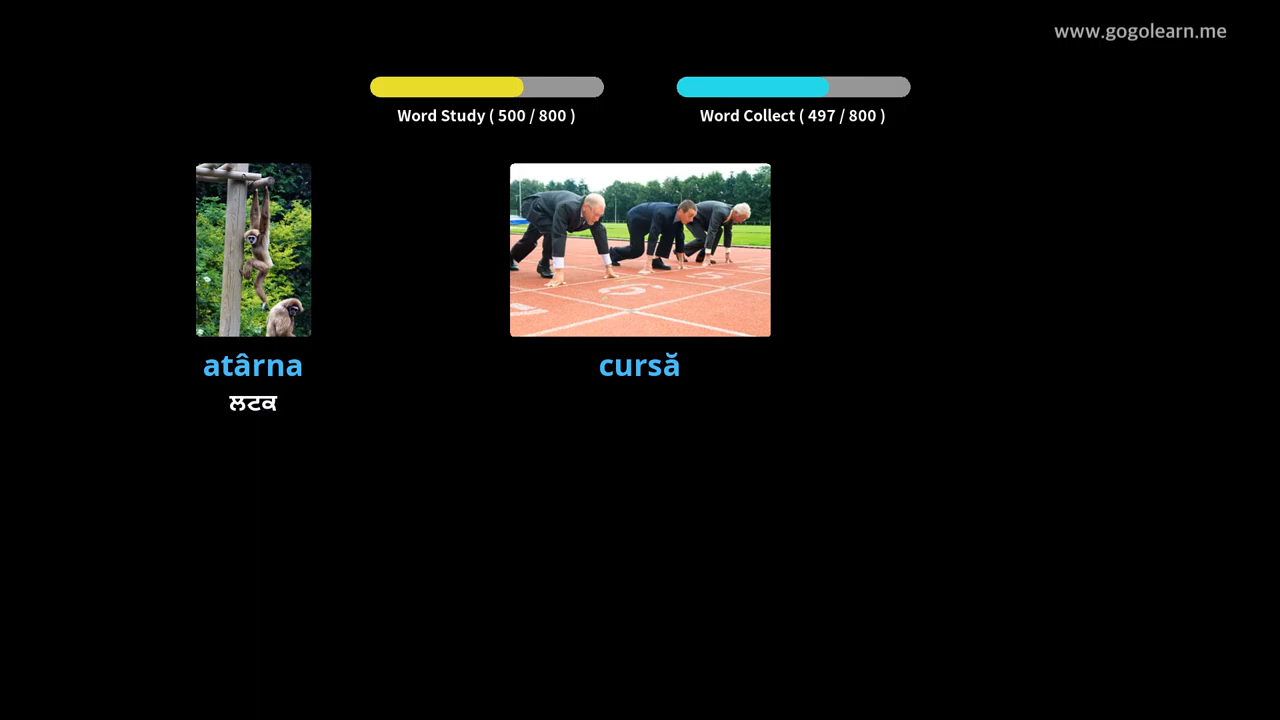 www.gogolearn.me
Word Study ( 500 / 800 )
Word Collect ( 497 / 800 )
atârna
cursă
ਲਟਕ